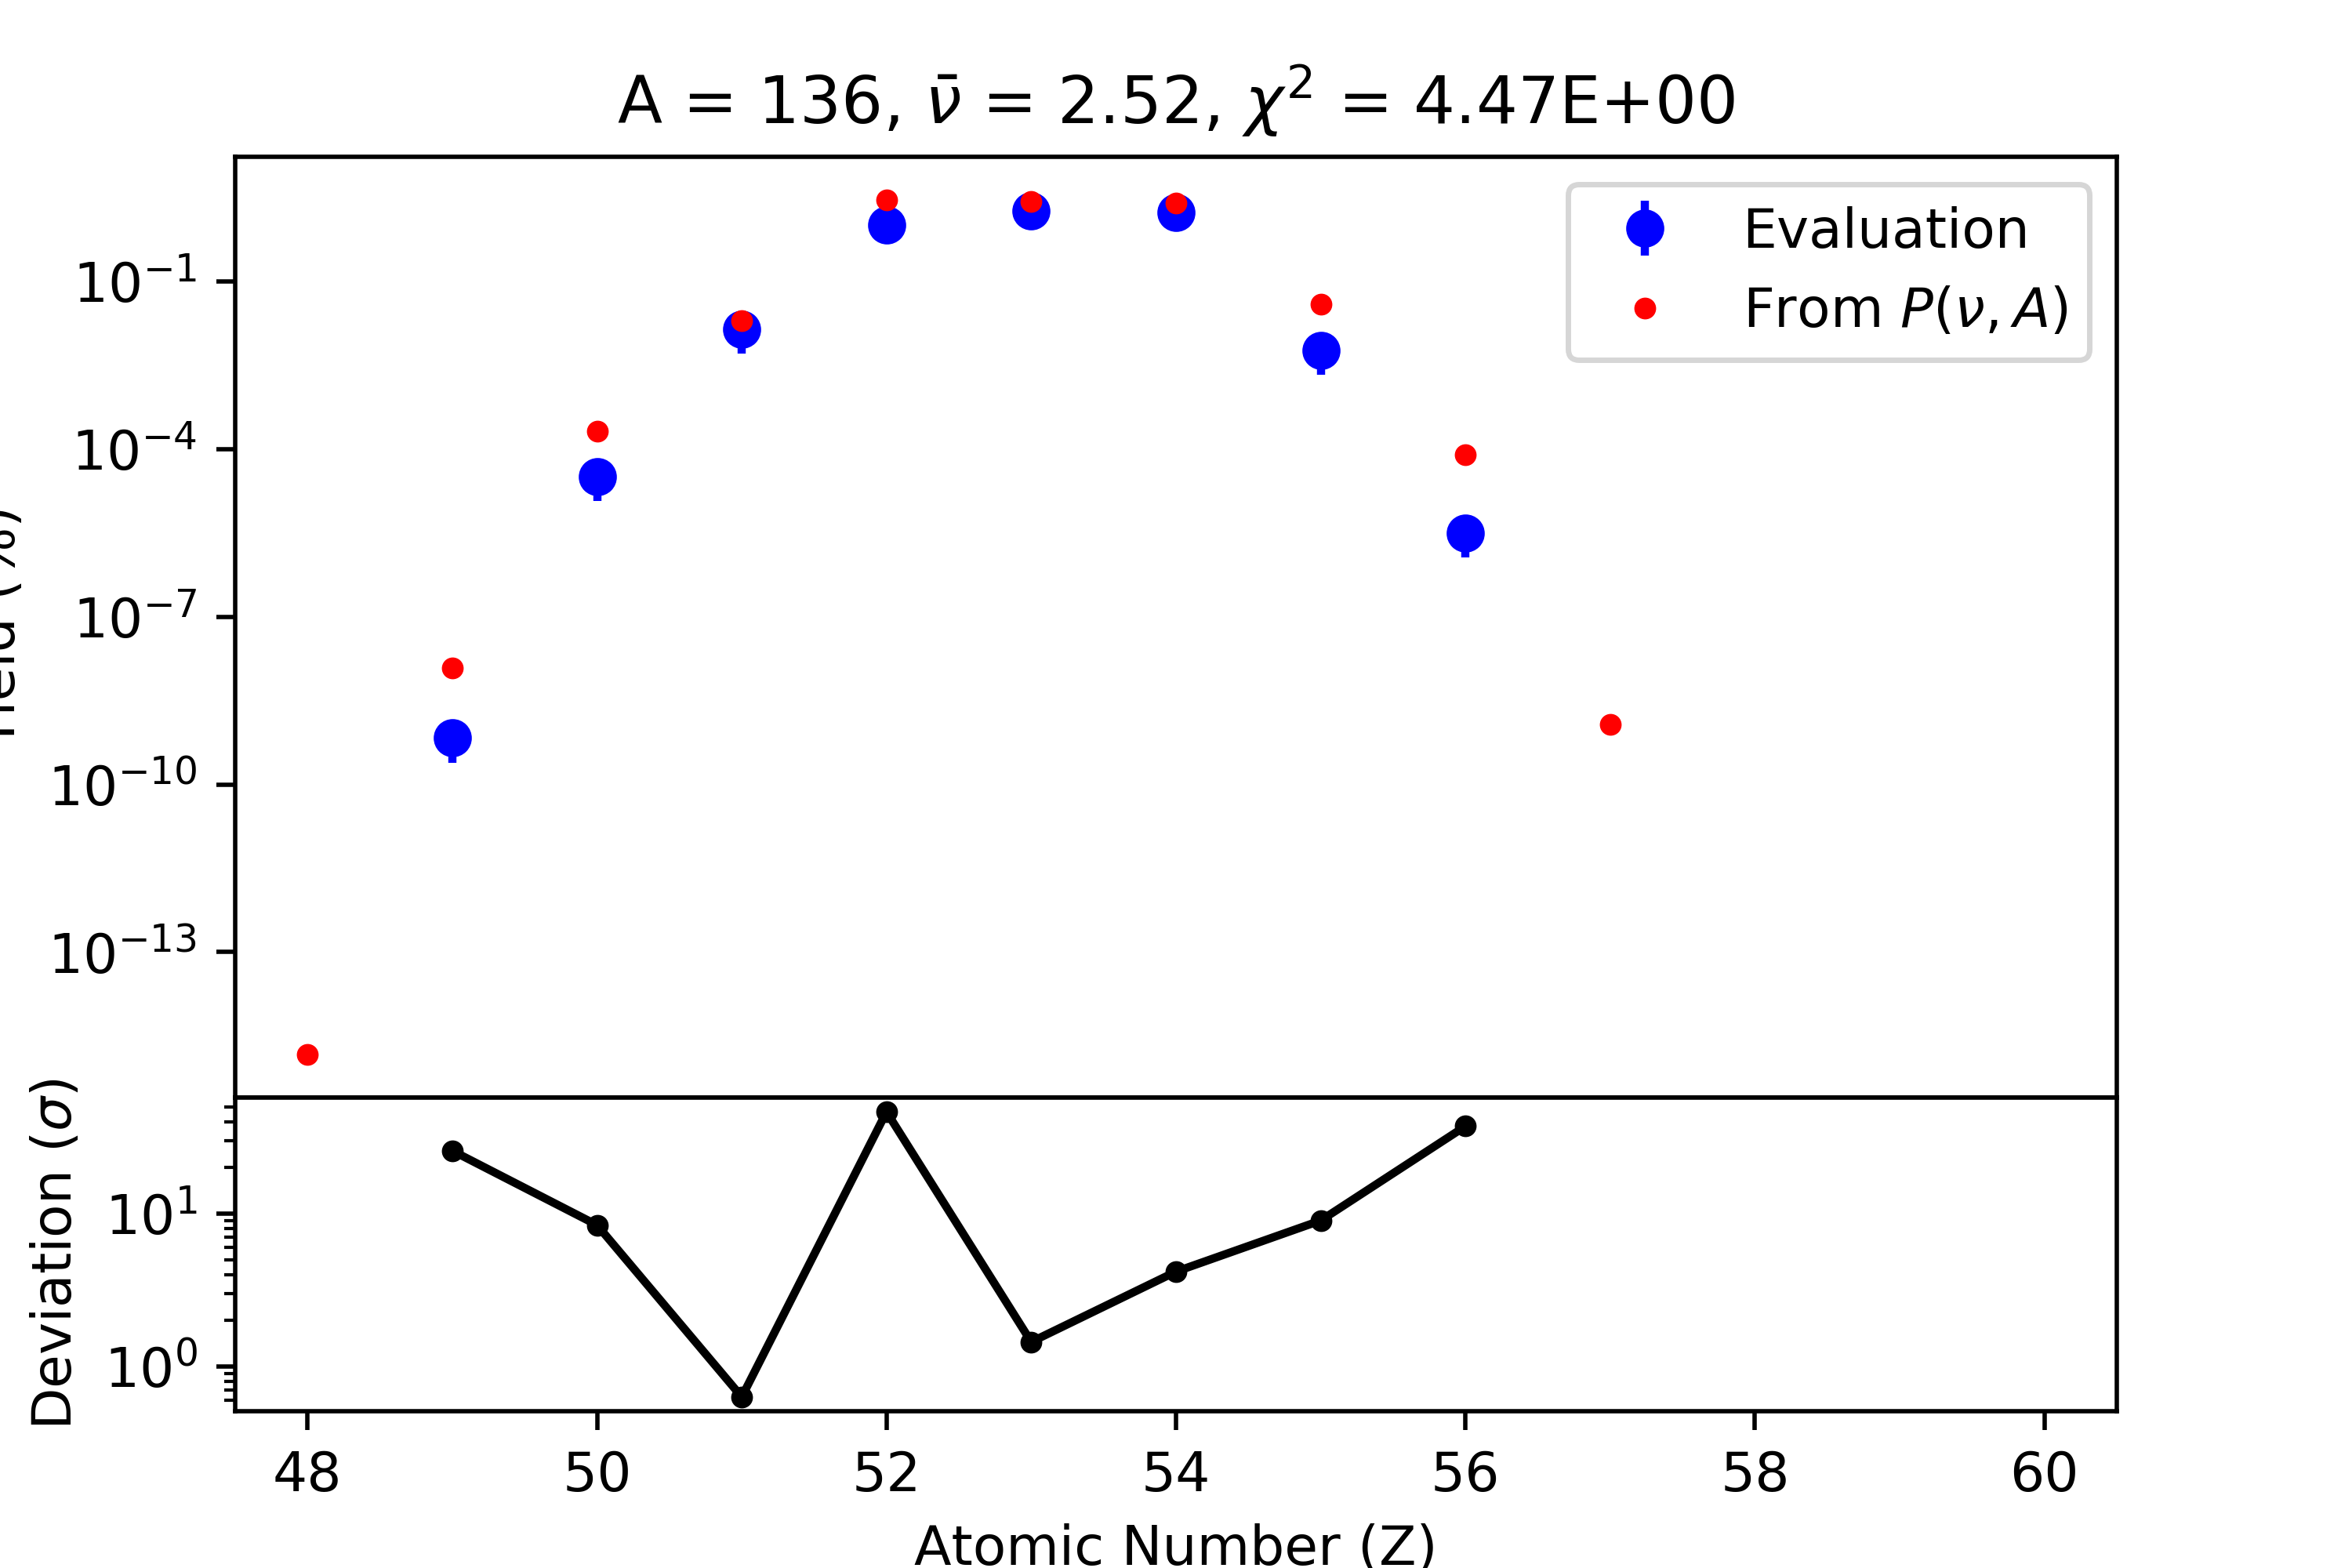 A = 136, ν̄ = 2.52, χ² = 4.47E+00
Evaluation
From P(ν, A)
10⁻¹
10⁻⁴
10⁻⁷
10⁻¹⁰
10⁻¹³
(%)
Deviation (σ)
10¹
10⁰
48 50 52 54 56 58 60
Atomic Number (Z)